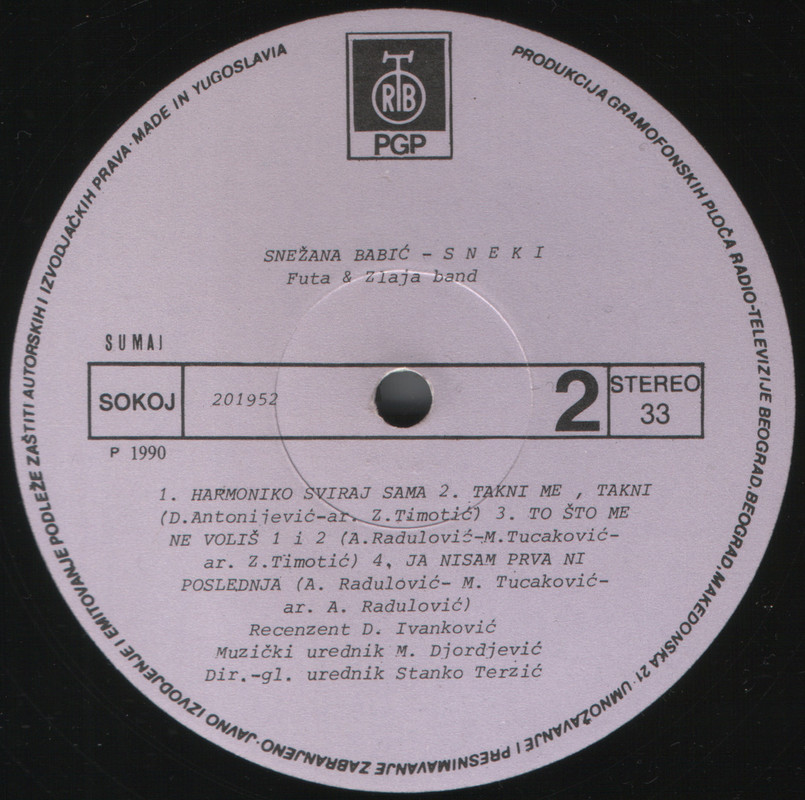 RTB
PGP
PRODUKCIJA GRAMOFONSKIH PLOČA RADIO-TELEVIZIJE BEOGRAD, BEOGRAD, MAKEDONSKA 21 · UMNOŽAVANJE I PRESNIMAVANJE ZABRANJENO · JAVNO IZVODJENJE I EMITOVANJE PODLEŽE ZAŠTITI AUTORSKIH I IZVODJAČKIH PRAVA · MADE IN YUGOSLAVIA
SNEŽANA BABIĆ - S N E K I
Futa & Zlaja band
SUMAJ
SOKOJ 201952 2 STEREO
33
P 1990
1. HARMONIKO SVIRAJ SAMA 2. TAKNI ME , TAKNI
(D.Antonijević-ar. Z.Timotić) 3. TO ŠTO ME
NE VOLIŠ 1 i 2 (A.Radulović-M.Tucaković-
ar. Z.Timotić) 4. JA NISAM PRVA NI
POSLEDNJA (A. Radulović- M. Tucaković-
ar. A. Radulović)
Recenzent D. Ivanković
Muzički urednik M. Djordjević
Dir.-gl. urednik Stanko Terzić